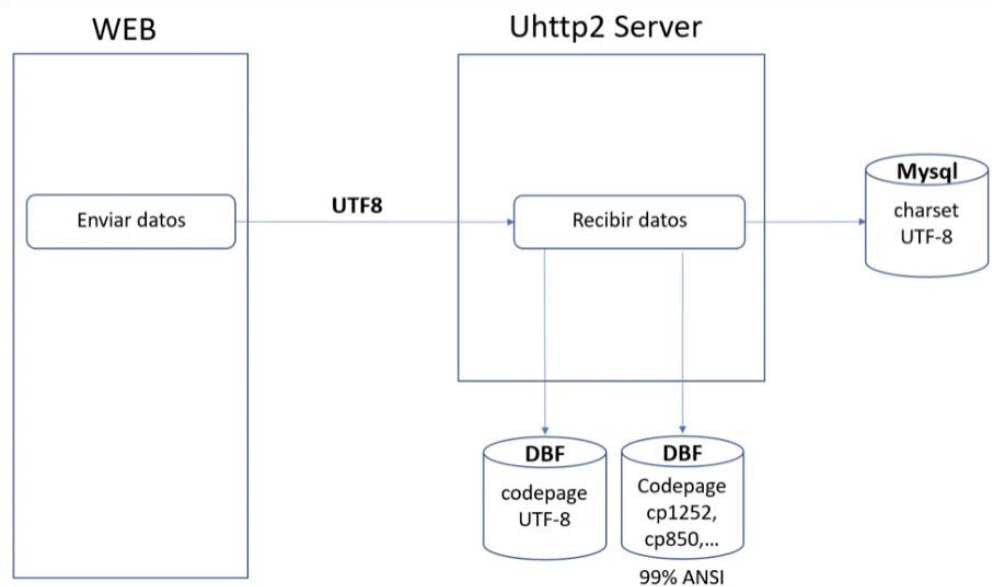 WEB
Uhttp2 Server
Enviar datos
UTF8
Recibir datos
Mysql
charset
UTF-8
DBF
codepage
UTF-8
DBF
Codepage
cp1252,
cp850,...
99% ANSI